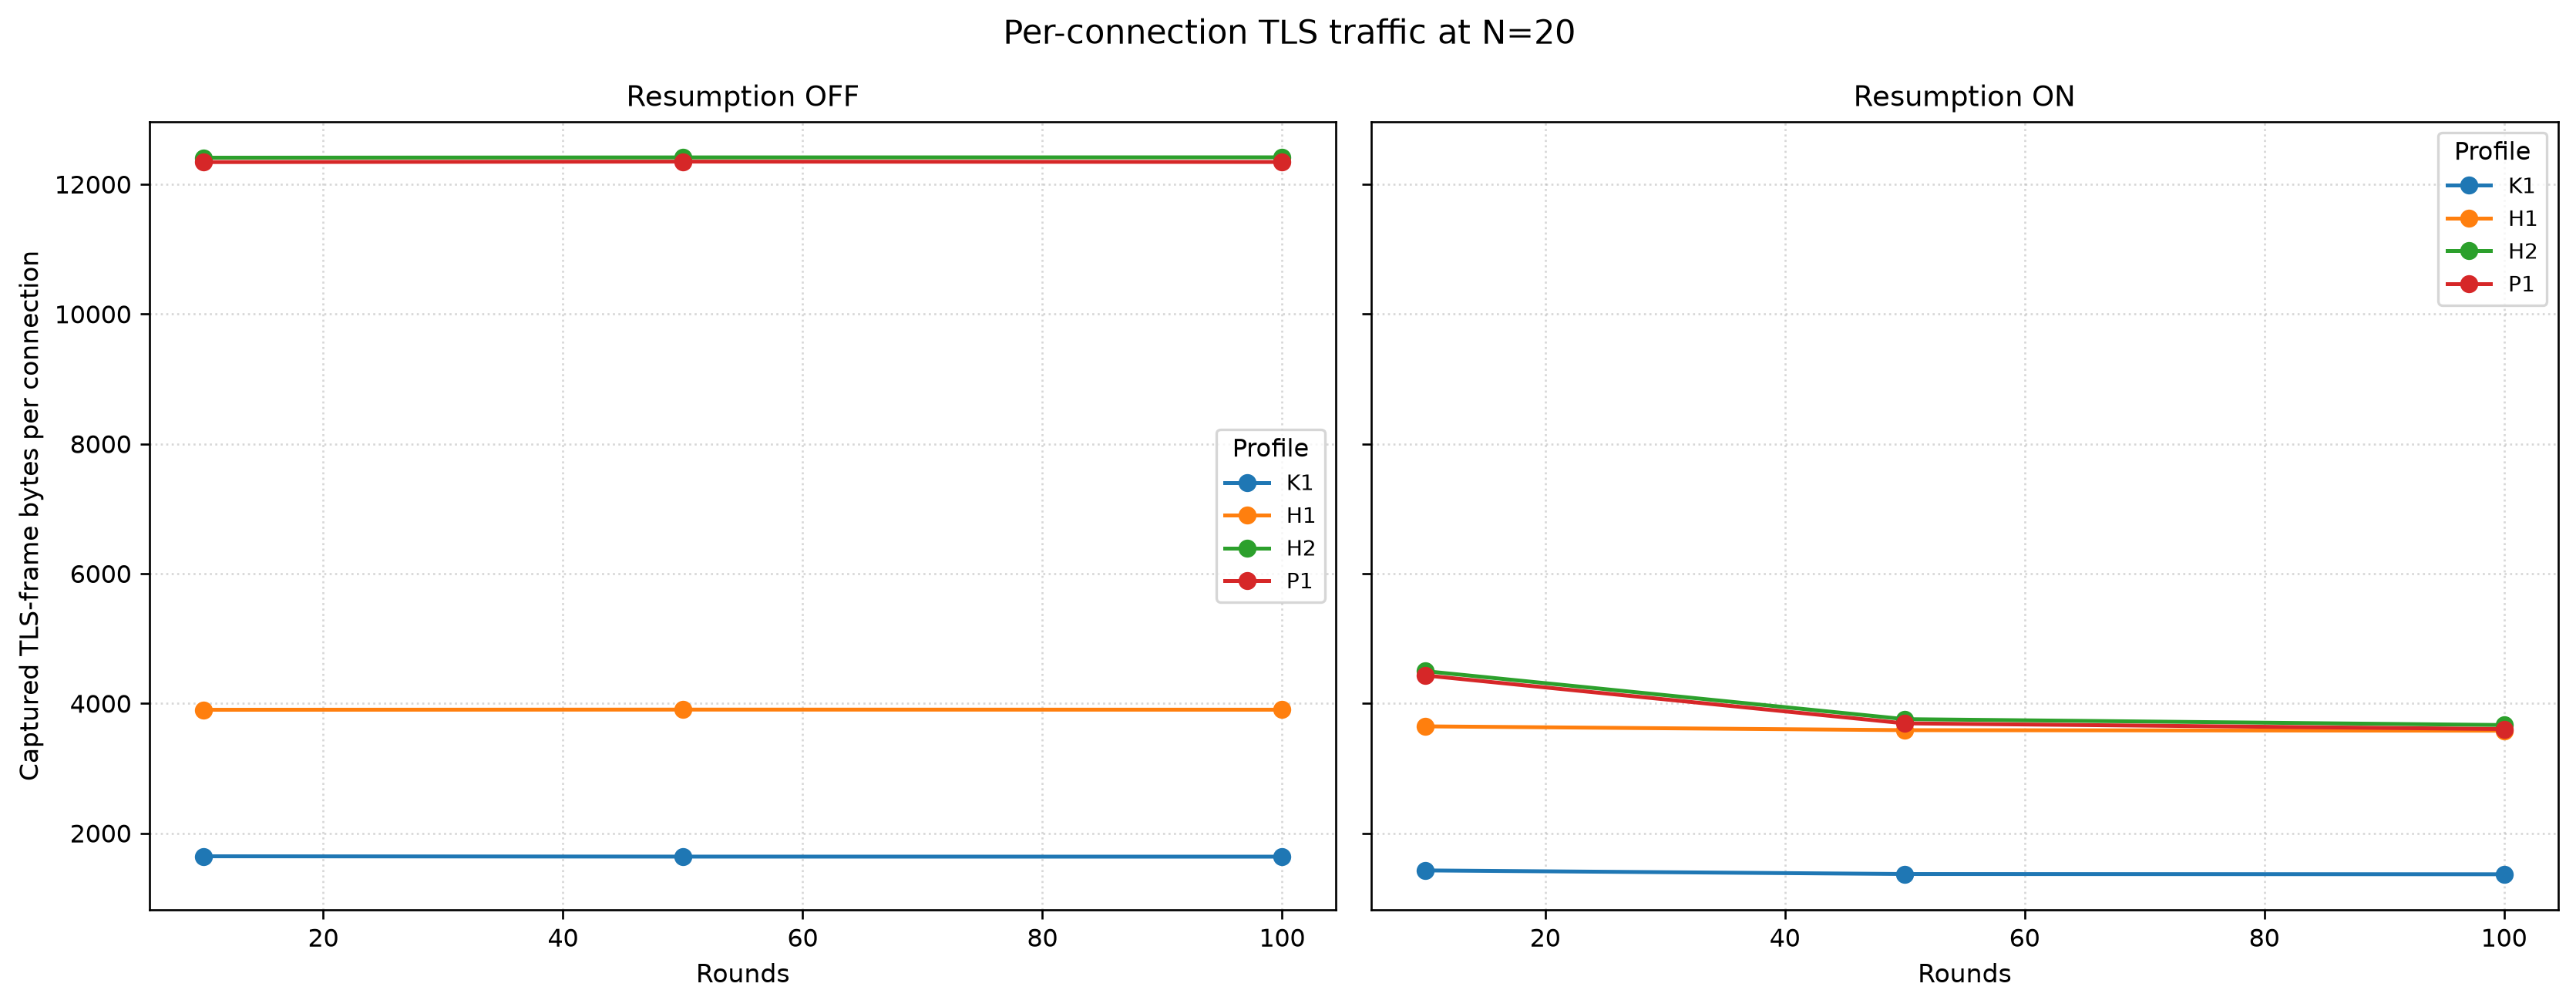 Per-connection TLS traffic at N=20
Resumption OFF
Captured TLS-frame bytes per connection
12000
10000
8000
6000
4000
2000
20
40
60
80
100
Rounds
Profile
K1
H1
H2
P1
Resumption ON
20
40
60
80
100
Rounds
Profile
K1
H1
H2
P1